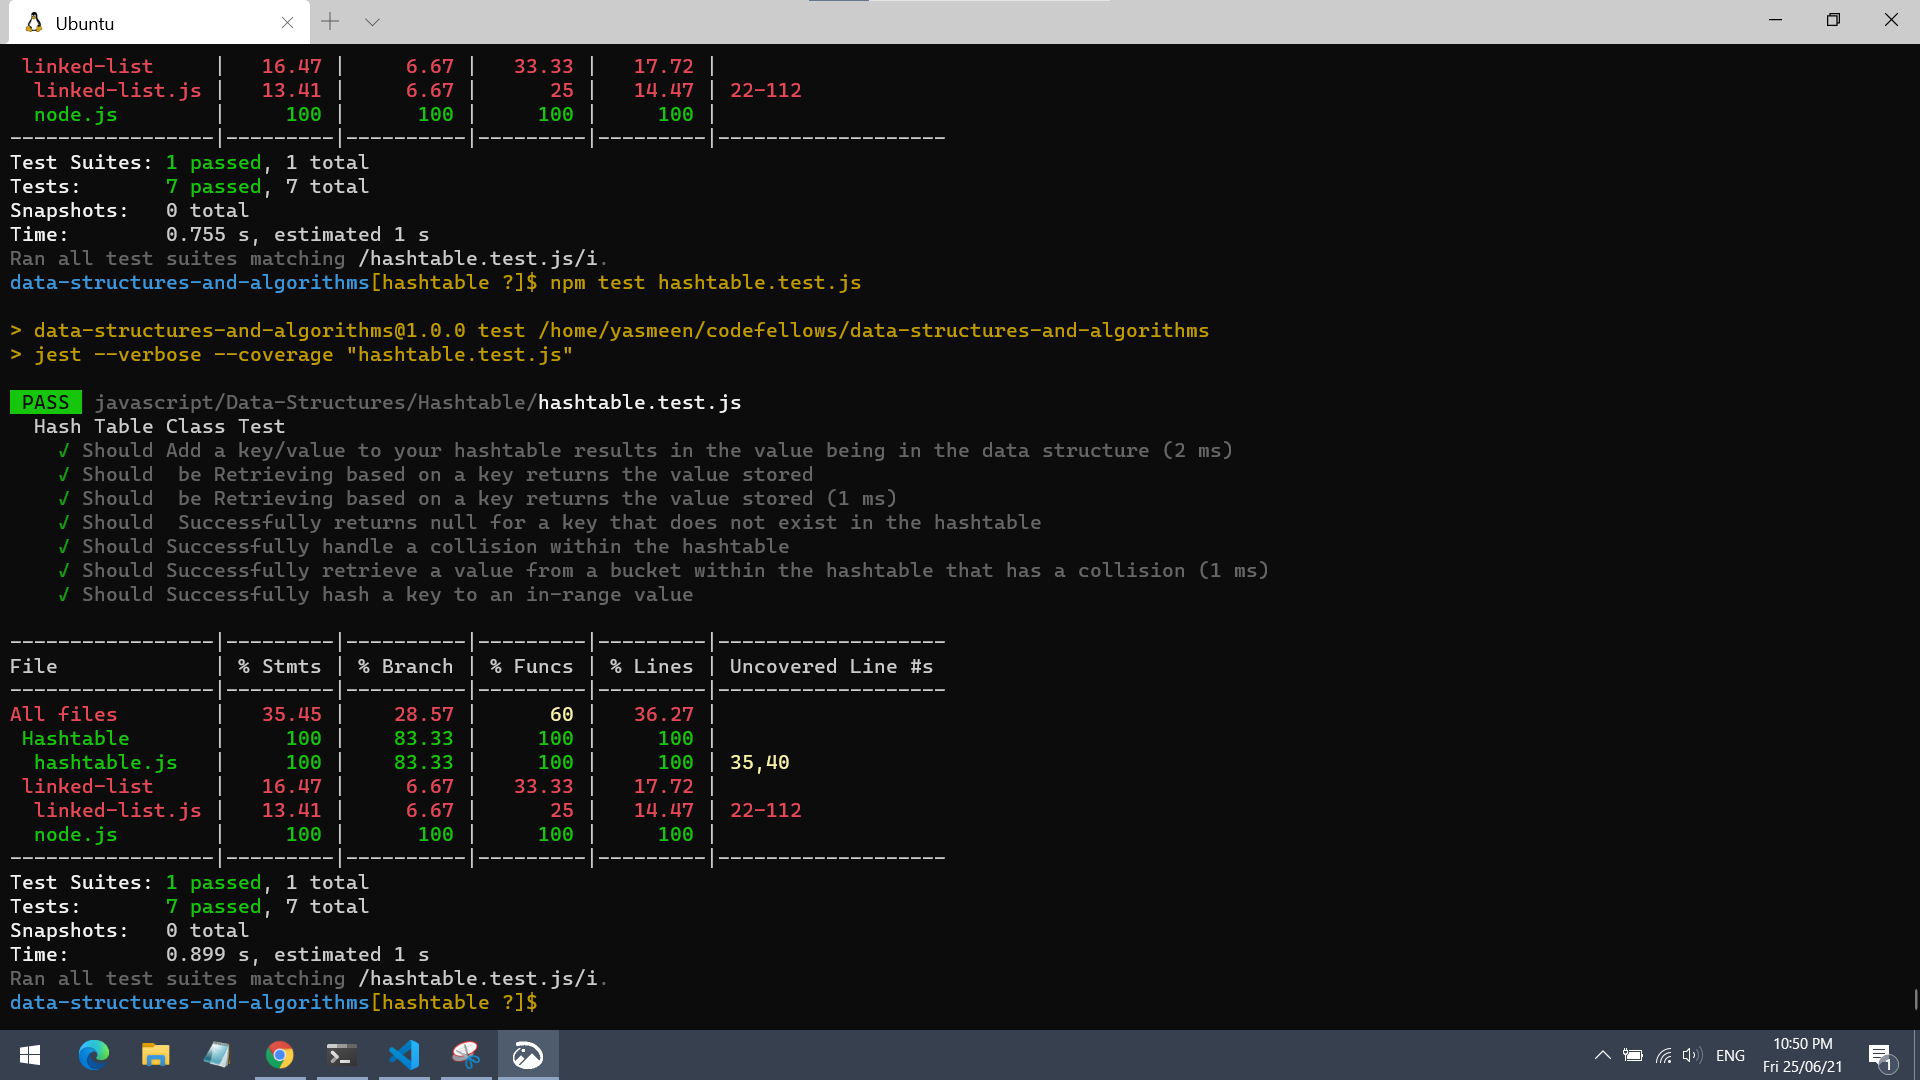 Ubuntu
linked-list | 16.47 | 6.67 | 33.33 | 17.72 |
linked-list.js | 13.41 | 6.67 | 25 | 14.47 | 22-112
node.js | 100 | 100 | 100 | 100 |
-----------------|---------|----------|---------|---------|-------------------
Test Suites: 1 passed, 1 total
Tests: 7 passed, 7 total
Snapshots: 0 total
Time: 0.755 s, estimated 1 s
Ran all test suites matching /hashtable.test.js/i.
data-structures-and-algorithms[hashtable ?]$ npm test hashtable.test.js
> data-structures-and-algorithms@1.0.0 test /home/yasmeen/codefellows/data-structures-and-algorithms
> jest --verbose --coverage "hashtable.test.js"
PASS javascript/Data-Structures/Hashtable/hashtable.test.js
Hash Table Class Test
√ Should Add a key/value to your hashtable results in the value being in the data structure (2 ms)
√ Should  be Retrieving based on a key returns the value stored
√ Should  be Retrieving based on a key returns the value stored (1 ms)
√ Should  Successfully returns null for a key that does not exist in the hashtable
√ Should Successfully handle a collision within the hashtable
√ Should Successfully retrieve a value from a bucket within the hashtable that has a collision (1 ms)
√ Should Successfully hash a key to an in-range value
-----------------|---------|----------|---------|---------|-------------------
File | % Stmts | % Branch | % Funcs | % Lines | Uncovered Line #s
-----------------|---------|----------|---------|---------|-------------------
All files | 35.45 | 28.57 | 60 | 36.27 |
Hashtable | 100 | 83.33 | 100 | 100 |
hashtable.js | 100 | 83.33 | 100 | 100 | 35,40
linked-list | 16.47 | 6.67 | 33.33 | 17.72 |
linked-list.js | 13.41 | 6.67 | 25 | 14.47 | 22-112
node.js | 100 | 100 | 100 | 100 |
-----------------|---------|----------|---------|---------|-------------------
Test Suites: 1 passed, 1 total
Tests: 7 passed, 7 total
Snapshots: 0 total
Time: 0.899 s, estimated 1 s
Ran all test suites matching /hashtable.test.js/i.
data-structures-and-algorithms[hashtable ?]$
ENG
10:50 PM
Fri 25/06/21
1